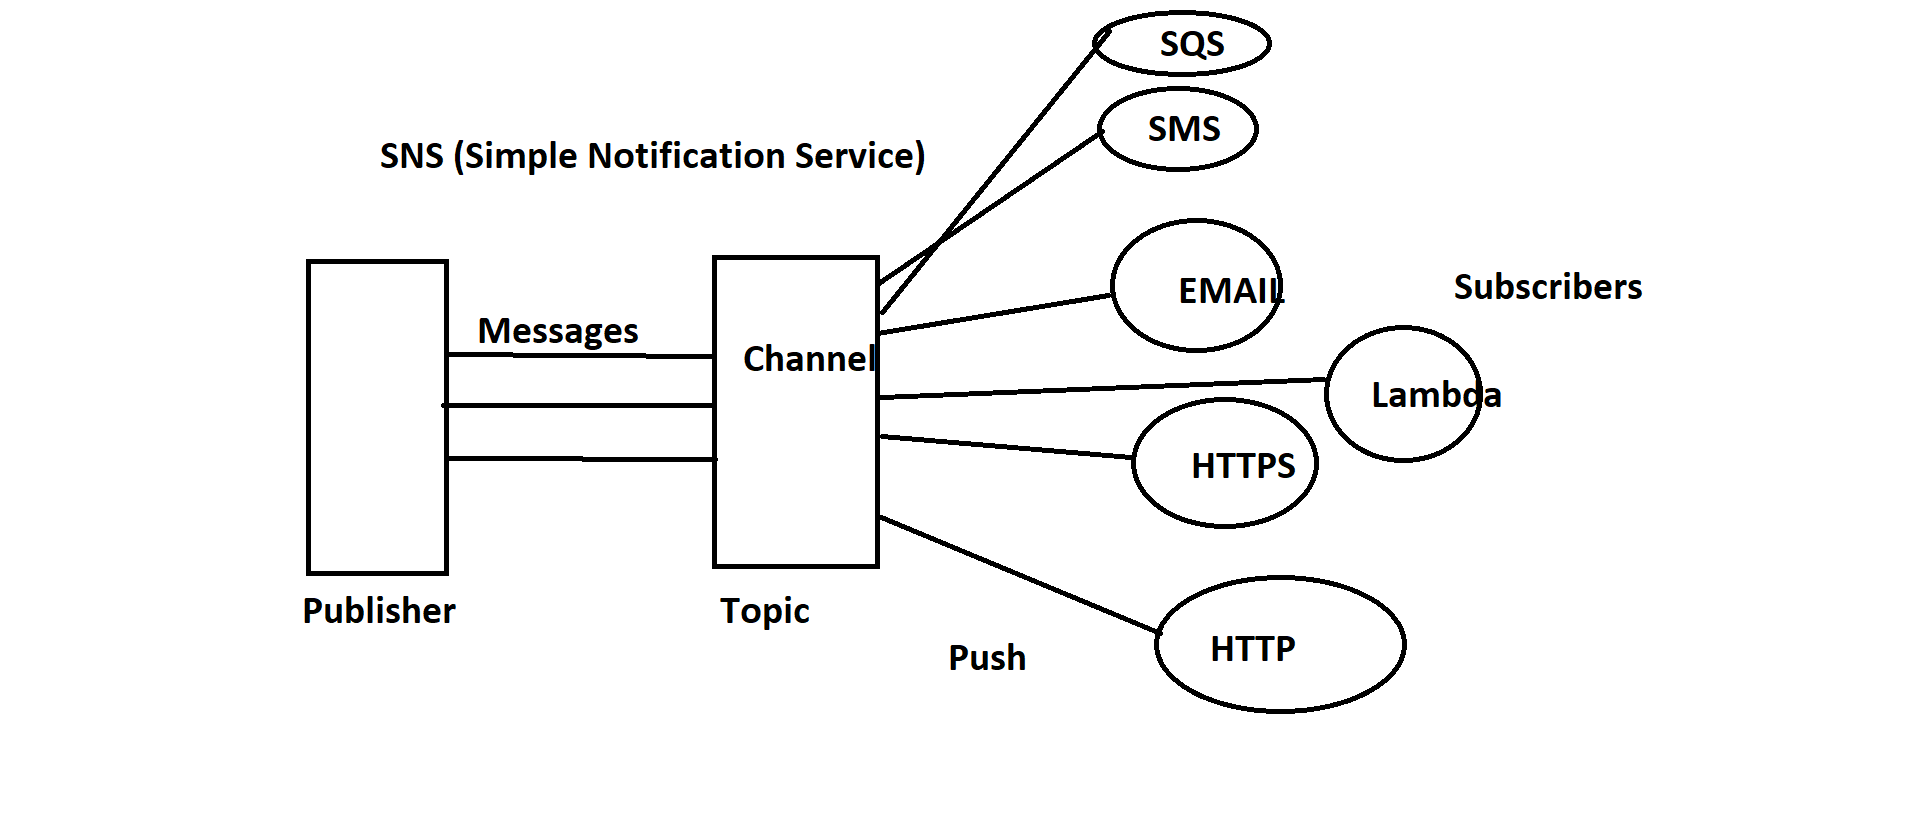 SQS
SMS
SNS (Simple Notification Service)
EMAIL
Subscribers
Messages
Channel
Lambda
HTTPS
Publisher
Topic
Push
HTTP